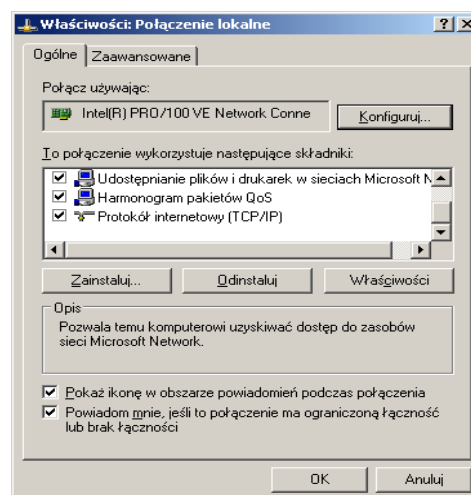 Właściwości: Połączenie lokalne
Ogólne Zaawansowane
Połącz używając:
Intel(R) PRO/100 VE Network Conne
Konfiguruj...
To połączenie wykorzystuje następujące składniki:
Udostępnianie plików i drukarek w sieciach Microsoft N
Harmonogram pakietów QoS
Protokół internetowy (TCP/IP)
Zainstaluj... Odinstaluj Właściwości
Opis
Pozwala temu komputerowi uzyskiwać dostęp do zasobów
sieci Microsoft Network.
Pokaż ikonę w obszarze powiadomień podczas połączenia
Powiadom mnie, jeśli to połączenie ma ograniczoną łączność
lub brak łączności
OK Anuluj